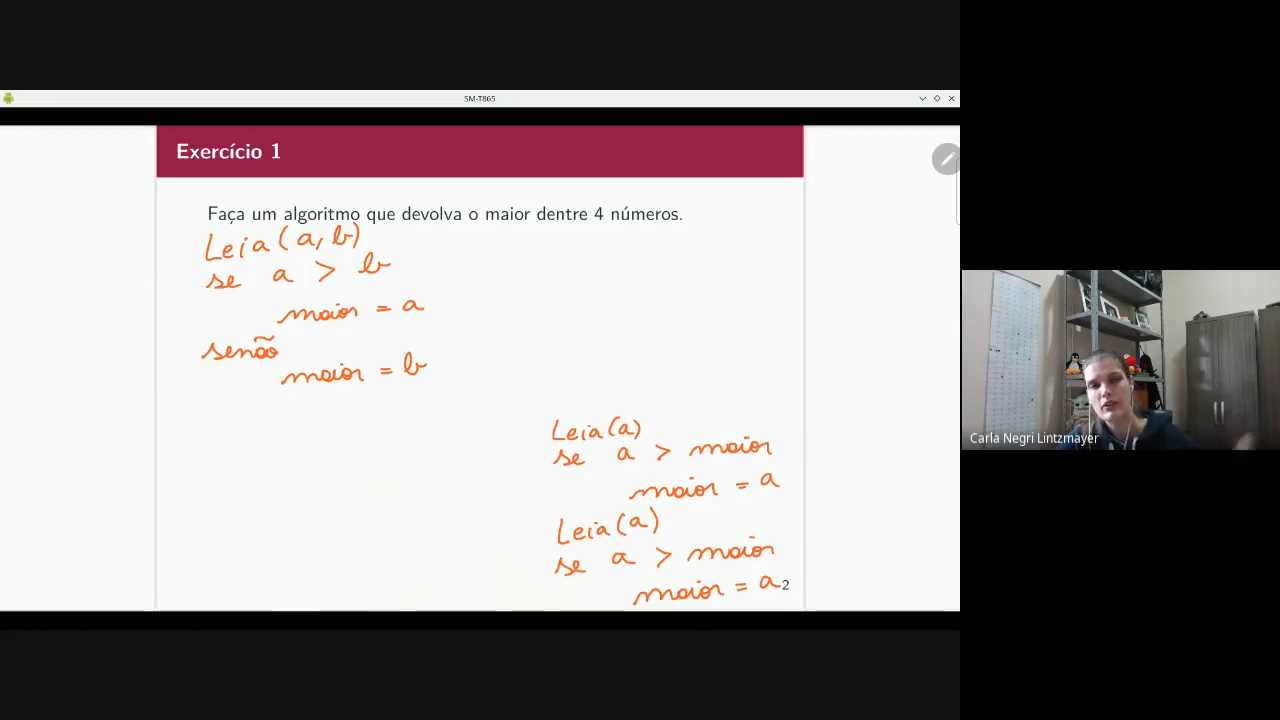 SM-T865
Exercício 1
Faça um algoritmo que devolva o maior dentre 4 números.
Leia (a, b)
se a > b
maior = a
senão
maior = b
Leia (a)
se a > maior
maior = a
Leia (a)
se a > maior
maior = a
2
Carla Negri Lintzmayer